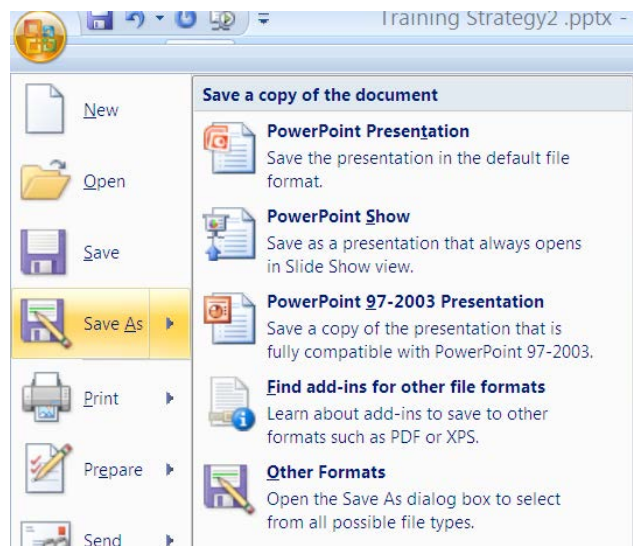 Training Strategy2 .pptx -
New
Open
Save
Save As
Print
Prepare
Send
Save a copy of the document
PowerPoint Presentation
Save the presentation in the default file
format.
PowerPoint Show
Save as a presentation that always opens
in Slide Show view.
PowerPoint 97-2003 Presentation
Save a copy of the presentation that is
fully compatible with PowerPoint 97-2003.
Find add-ins for other file formats
Learn about add-ins to save to other
formats such as PDF or XPS.
Other Formats
Open the Save As dialog box to select
from all possible file types.